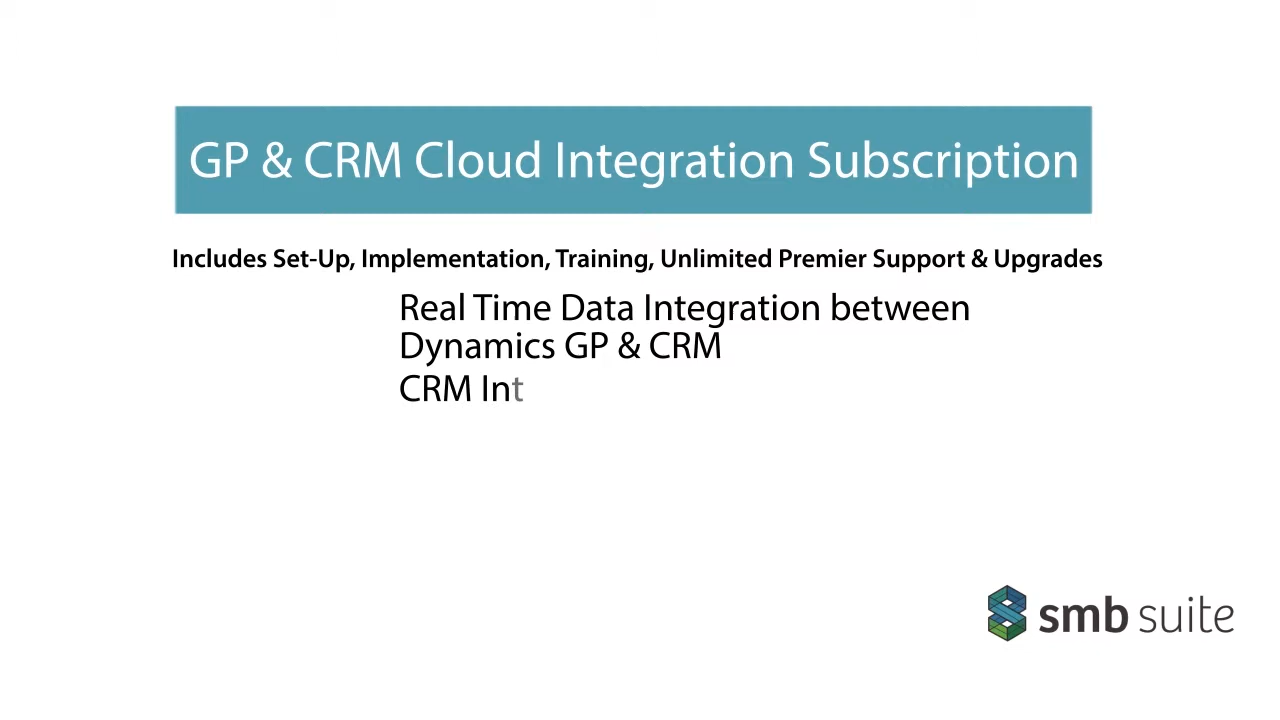 GP & CRM Cloud Integration Subscription
Includes Set-Up, Implementation, Training, Unlimited Premier Support & Upgrades
Real Time Data Integration between
Dynamics GP & CRM
CRM Int
smb suite